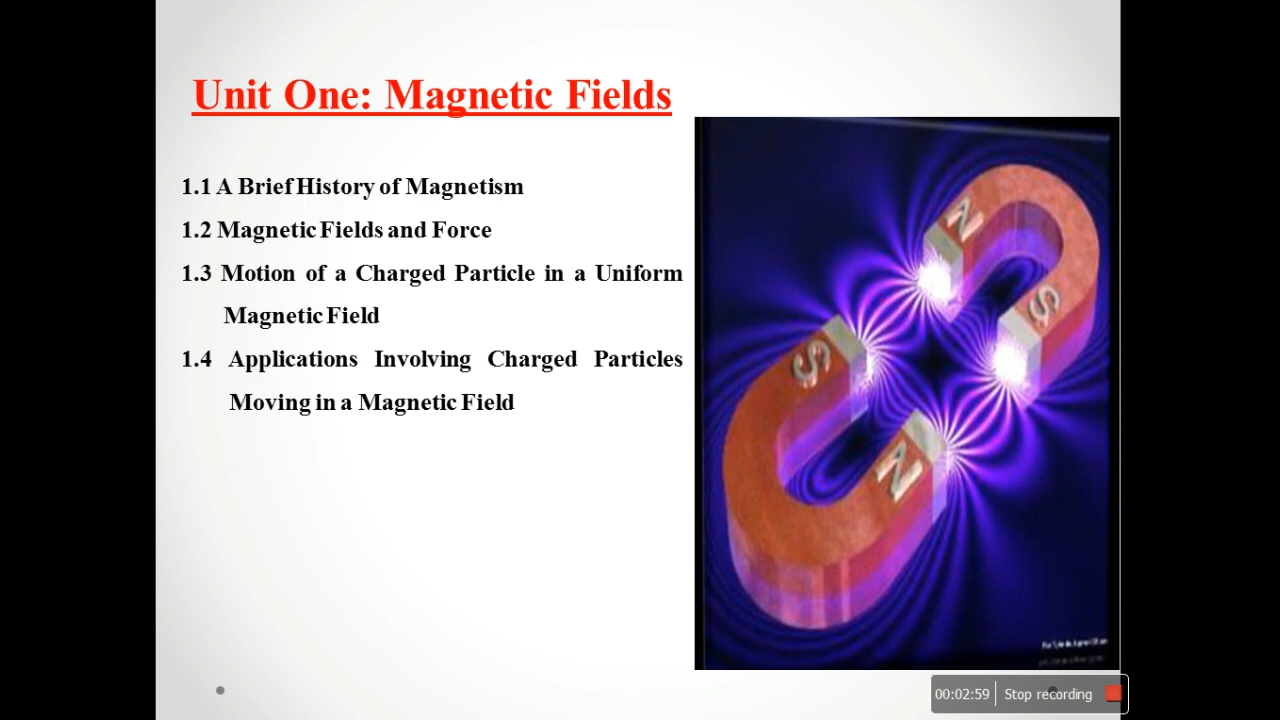 Unit One: Magnetic Fields
1.1 A Brief History of Magnetism
1.2 Magnetic Fields and Force
1.3 Motion of a Charged Particle in a Uniform
Magnetic Field
1.4 Applications Involving Charged Particles
Moving in a Magnetic Field
N
S
S
N
00:02:59 Stop recording